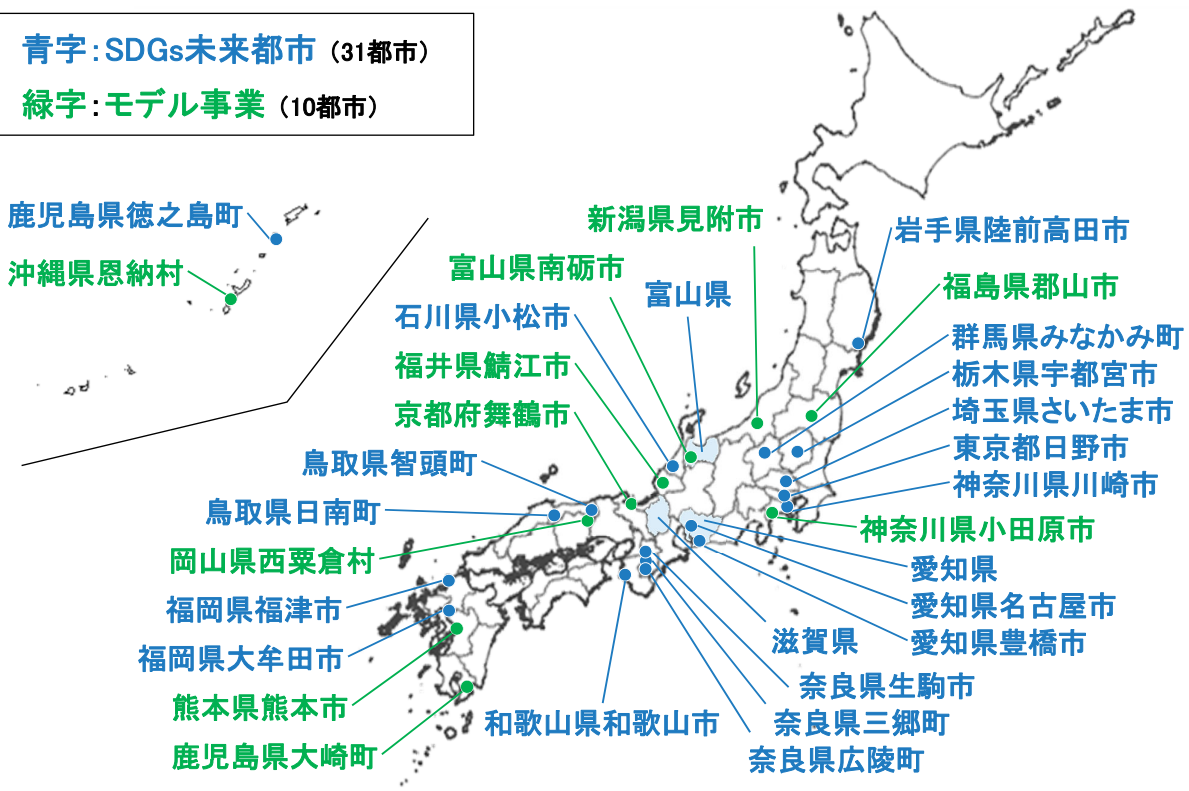 青字：SDGs未来都市（31都市）
緑字：モデル事業（10都市）
鹿児島県徳之島町
沖縄県恩納村
新潟県見附市
富山県南砺市
富山県
石川県小松市
福井県鯖江市
京都府舞鶴市
鳥取県智頭町
鳥取県日南町
岡山県西粟倉村
福岡県福津市
福岡県大牟田市
熊本県熊本市
鹿児島県大崎町
岩手県陸前高田市
福島県郡山市
群馬県みなかみ町
栃木県宇都宮市
埼玉県さいたま市
東京都日野市
神奈川県川崎市
神奈川県小田原市
愛知県
愛知県名古屋市
愛知県豊橋市
滋賀県
奈良県生駒市
奈良県三郷町
奈良県広陵町
和歌山県和歌山市